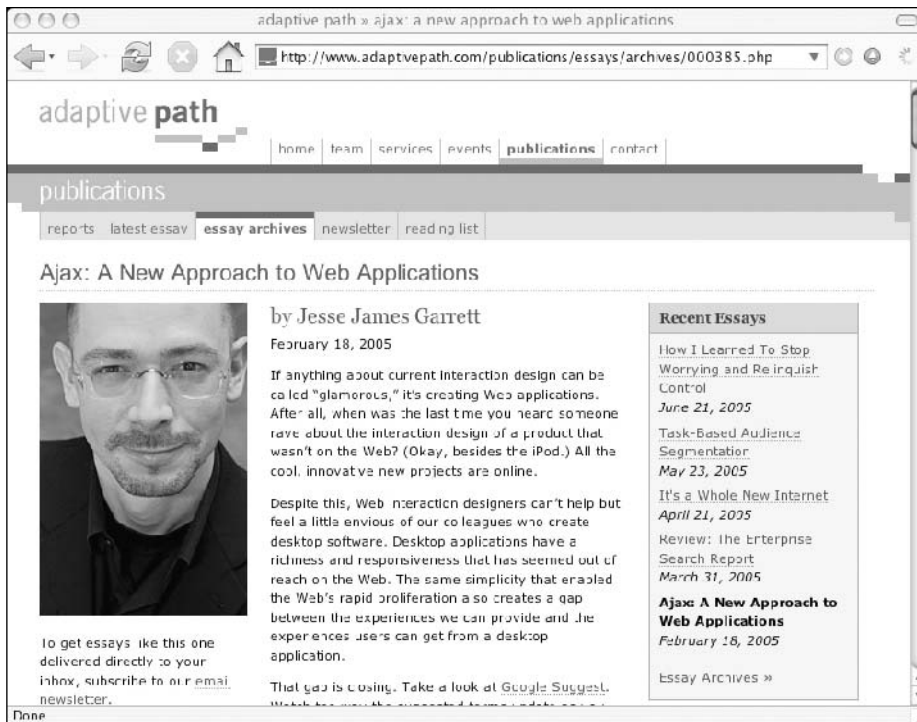 adaptive path » ajax: a new approach to web applications
http://www.adaptivepath.com/publications/essays/archives/000385.php
adaptive path
home team services events publications contact
publications
reports latest essay essay archives newsletter reading list
Ajax: A New Approach to Web Applications
by Jesse James Garrett
February 18, 2005
If anything about current interaction design can be
called “glamorous,” it's creating Web applications.
After all, when was the last time you heard someone
rave about the interaction design of a product that
wasn't on the Web? (Okay, besides the iPod.) All the
cool, innovative new projects are online.
Despite this, Web interaction designers can't help but
feel a little envious of our colleagues who create
desktop software. Desktop applications have a
richness and responsiveness that has seemed out of
reach on the Web. The same simplicity that enabled
the Web's rapid proliferation also creates a gap
between the experiences we can provide and the
experiences users can get from a desktop
application.
That gap is closing. Take a look at Google Suggest.
Watch the way the suggested terms update
To get essays like this one
delivered directly to your
inbox, subscribe to our email
newsletter.
Recent Essays
How I Learned To Stop
Worrying and Relinquish
Control
June 21, 2005
Task-Based Audience
Segmentation
May 23, 2005
It's a Whole New Internet
April 21, 2005
Review: The Enterprise
Search Report
March 31, 2005
Ajax: A New Approach to
Web Applications
February 18, 2005
Essay Archives »
Done